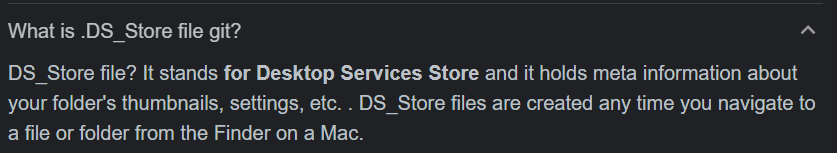 What is .DS_Store file git?
DS_Store file? It stands for Desktop Services Store and it holds meta information about
your folder's thumbnails, settings, etc. . DS_Store files are created any time you navigate to
a file or folder from the Finder on a Mac.